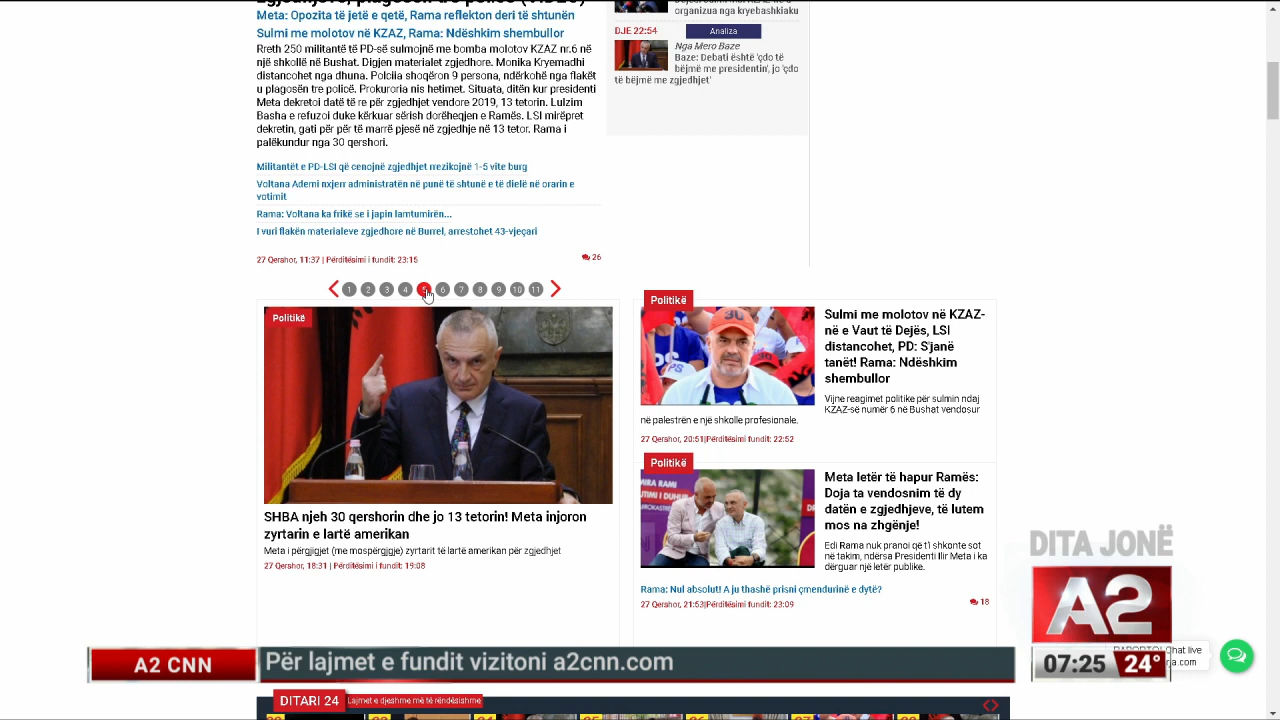 Meta: Opozita të jetë e qetë, Rama reflekton deri të shtunën
Sulmi me molotov në KZAZ, Rama: Ndëshkim shembullor
Rreth 250 militantë të PD-së sulmojnë me bomba molotov KZAZ nr.6 në
një shkollë në Bushat. Digjen materialet zgjedhore. Monika Kryemadhi
distancohet nga dhuna. Polciia shoqëron 9 persona, ndërkohë nga flakët
u plagosën tre policë. Prokuroria nis hetimet. Situata, ditën kur presidenti
Meta dekretoi datë të re për zgjedhjet vendore 2019, 13 tetorin. Lulzim
Basha e refuzoi duke kërkuar sërish dorëheqjen e Ramës. LSI mirëpret
dekretin, gati për për të marrë pjesë në zgjedhje në 13 tetor. Rama i
palëkundur nga 30 qershori.
Militantët e PD-LSI që cenojnë zgjedhjet rrezikojnë 1-5 vite burg
Voltana Ademi nxjerr administratën në punë të shtunë e të dielë në orarin e
votimit
Rama: Voltana ka frikë se i japin lamtumirën...
I vuri flakën materialeve zgjedhore në Burrel, arrestohet 43-vjeçari
27 Qershor, 11:37 | Përditësimi i fundit: 23:15
26
organizua nga kryebashkiaku
DJE 22:54
Analiza
Nga Mero Baze
Baze: Debati është 'çdo të
bëjmë me presidentin', jo 'çdo
të bëjmë me zgjedhjet'
1 2 3 4 5 6 7 8 9 10 11
Politikë
SHBA njeh 30 qershorin dhe jo 13 tetorin! Meta injoron
zyrtarin e lartë amerikan
Meta i përgjigjet (me mospërgjigje) zyrtarit të lartë amerikan për zgjedhjet
27 Qershor, 18:31 | Përditësimi i fundit: 19:08
Politikë
Sulmi me molotov në KZAZ-
në e Vaut të Dejës, LSI
distancohet, PD: S'janë
tanët! Rama: Ndëshkim
shembullor
Vijne reagimet politike për sulmin ndaj
KZAZ-së numër 6 në Bushat vendosur
në palestrën e një shkolle profesionale.
27 Qershor, 20:51|Përditësimi fundit: 22:52
Politikë
Meta letër të hapur Ramës:
Doja ta vendosnim të dy
datën e zgjedhjeve, të lutem
mos na zhgënje!
Edi Rama nuk pranoi që t'i shkonte sot
në takim, ndërsa Presidenti Ilir Meta i ka
dërguar një letër publike.
Rama: Nul absolut! A ju thashë prisni çmendurinë e dytë?
27 Qershor, 21:53|Përditësimi fundit: 23:09
18
DITA JONË
A2
07:25 24°
A2 CNN
Për lajmet e fundit vizitoni a2cnn.com
DITARI 24
Lajmet e djeshme më të rëndësishme